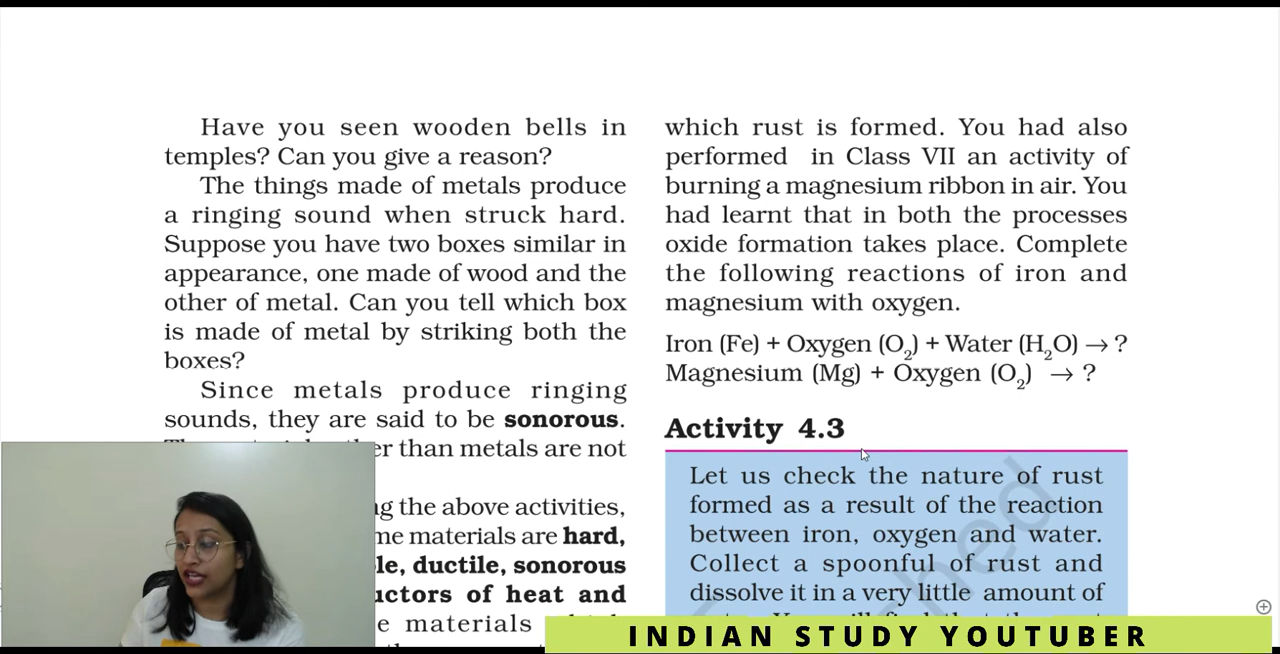 Have you seen wooden bells in
temples? Can you give a reason?
The things made of metals produce
a ringing sound when struck hard.
Suppose you have two boxes similar in
appearance, one made of wood and the
other of metal. Can you tell which box
is made of metal by striking both the
boxes?
Since metals produce ringing
sounds, they are said to be sonorous.
er than metals are not
g the above activities,
me materials are hard,
le, ductile, sonorous
uctors of heat and
e materials
which rust is formed. You had also
performed in Class VII an activity of
burning a magnesium ribbon in air. You
had learnt that in both the processes
oxide formation takes place. Complete
the following reactions of iron and
magnesium with oxygen.
Iron (Fe) + Oxygen (O₂) + Water (H₂O) → ?
Magnesium (Mg) + Oxygen (O₂) → ?
Activity 4.3
Let us check the nature of rust
formed as a result of the reaction
between iron, oxygen and water.
Collect a spoonful of rust and
dissolve it in a very little amount of
INDIAN STUDY YOUTUBER